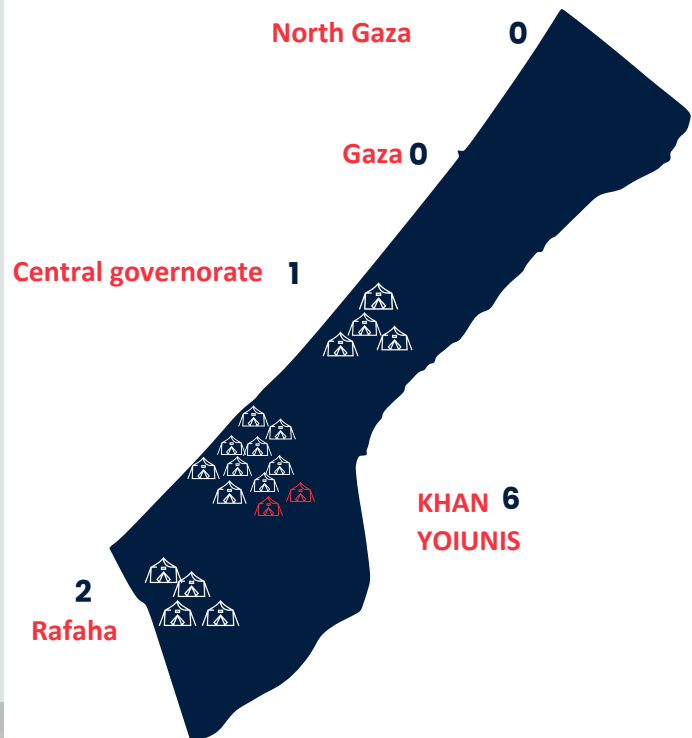 North Gaza 0
Gaza 0
Central governorate 1
KHAN 6
YOIUNIS
2
Rafaha